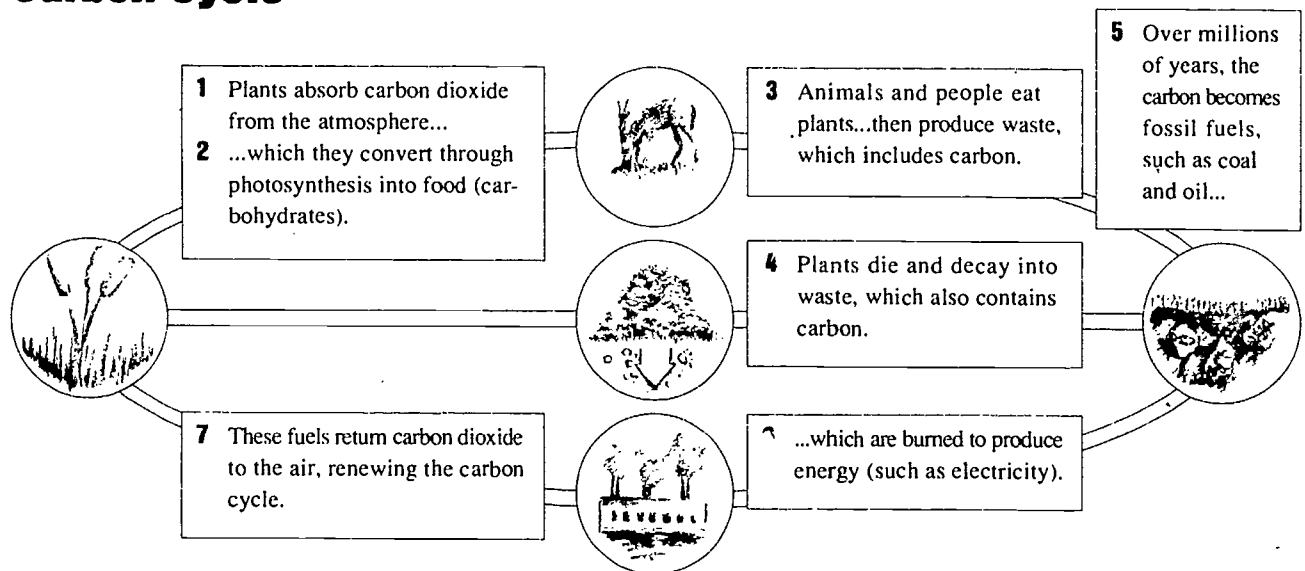 Carbon Cycle
1 Plants absorb carbon dioxide
from the atmosphere...
2 ...which they convert through
photosynthesis into food (car-
bohydrates).
3 Animals and people eat
plants...then produce waste,
which includes carbon.
4 Plants die and decay into
waste, which also contains
carbon.
5 Over millions
of years, the
carbon becomes
fossil fuels,
such as coal
and oil...
...which are burned to produce
energy (such as electricity).
7 These fuels return carbon dioxide
to the air, renewing the carbon
cycle.